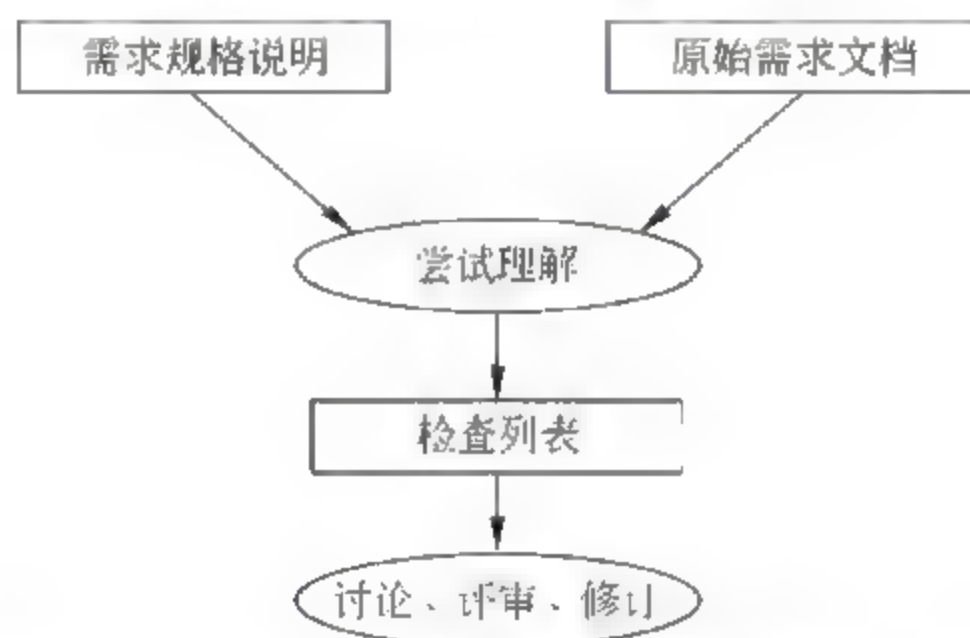 需求规格说明
原始需求文档
尝试理解
检查列表
讨论、评审、修订